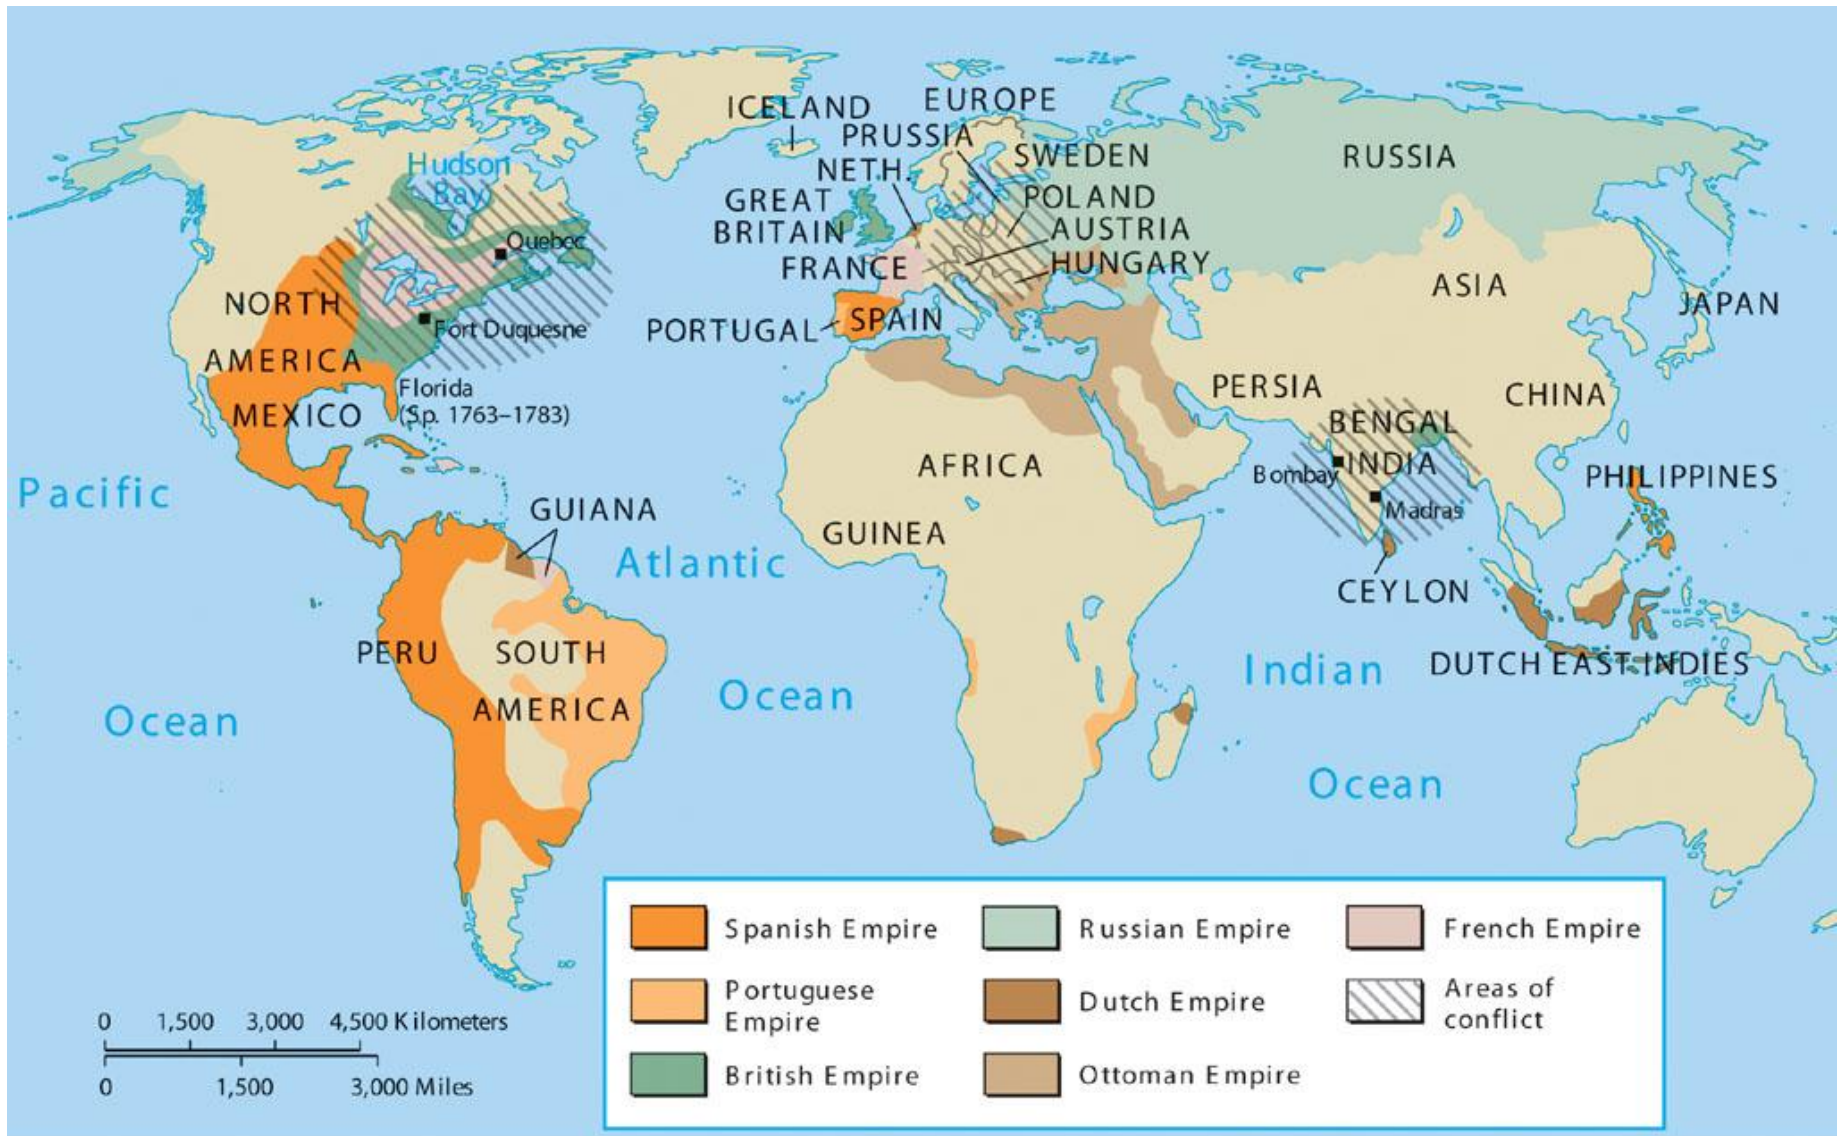 ICELAND
EUROPE
PRUSSIA
SWEDEN
RUSSIA
Hudson
Bay
NETH.
GREAT
BRITAIN
POLAND
AUSTRIA
HUNGARY
Quebec
FRANCE
ASIA
NORTH
AMERICA
Fort Duquesne
PORTUGAL
SPAIN
JAPAN
Florida
(Sp. 1763–1783)
MEXICO
PERSIA
CHINA
BENGAL
INDIA
Bombay
Madras
PHILIPPINES
AFRICA
Pacific
GUIANA
GUINEA
Atlantic
CEYLON
PERU
SOUTH
AMERICA
Indian
DUTCH EAST INDIES
Ocean
Ocean
Ocean
Spanish Empire
Russian Empire
French Empire
Portuguese
Empire
Dutch Empire
Areas of
conflict
British Empire
Ottoman Empire
0 1,500 3,000 4,500 Kilometers
0 1,500 3,000 Miles